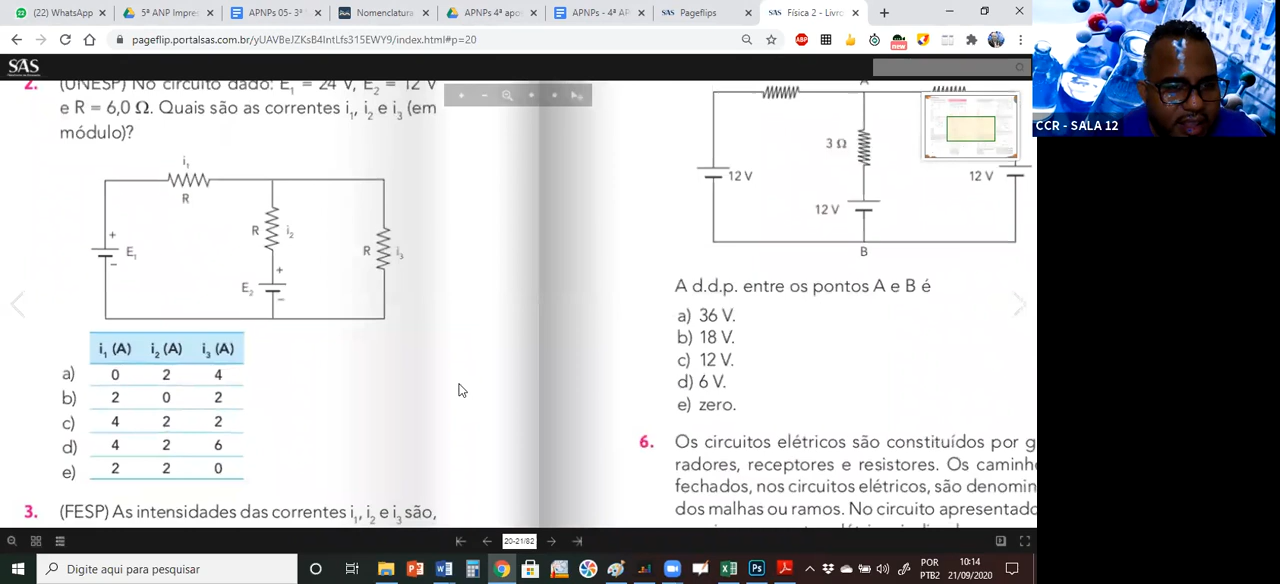 (22) WhatsApp
5ª ANP Impre
APNPs 05- 3º
Nomenclatura
APNPs 4ª apo
APNPs - 4ª AP
SAS
Pageflips
SAS
Física 2 - Livro
pageflip.portalsas.com.br/yUAVBeJZKsB4IntLfs315EWY9/index.html#p=20
ABP
new
SAS
CCR - SALA 12
2. (UNESP) No circuito dado: E₁ = 24 V, E₂ = 12 V
e R = 6,0 Ω. Quais são as correntes i₁, i₂ e i₃ (em
módulo)?
i₁
R
R
i₂
R
i₃
+
E₁
-
+
E₂
-
i₁ (A) i₂ (A) i₃ (A)
a) 0 2 4
b) 2 0 2
c) 4 2 2
d) 4 2 6
e) 2 2 0
3. (FESP) As intensidades das correntes i₁, i₂ e i₃ são,
3 Ω
12 V
12 V
12 V
B
A d.d.p. entre os pontos A e B é
a) 36 V.
b) 18 V.
c) 12 V.
d) 6 V.
e) zero.
6. Os circuitos elétricos são constituídos por g
radores, receptores e resistores. Os caminh
fechados, nos circuitos elétricos, são denomin
dos malhas ou ramos. No circuito apresentado
20-21/82
Digite aqui para pesquisar
POR
PTB2
10:14
21/09/2020